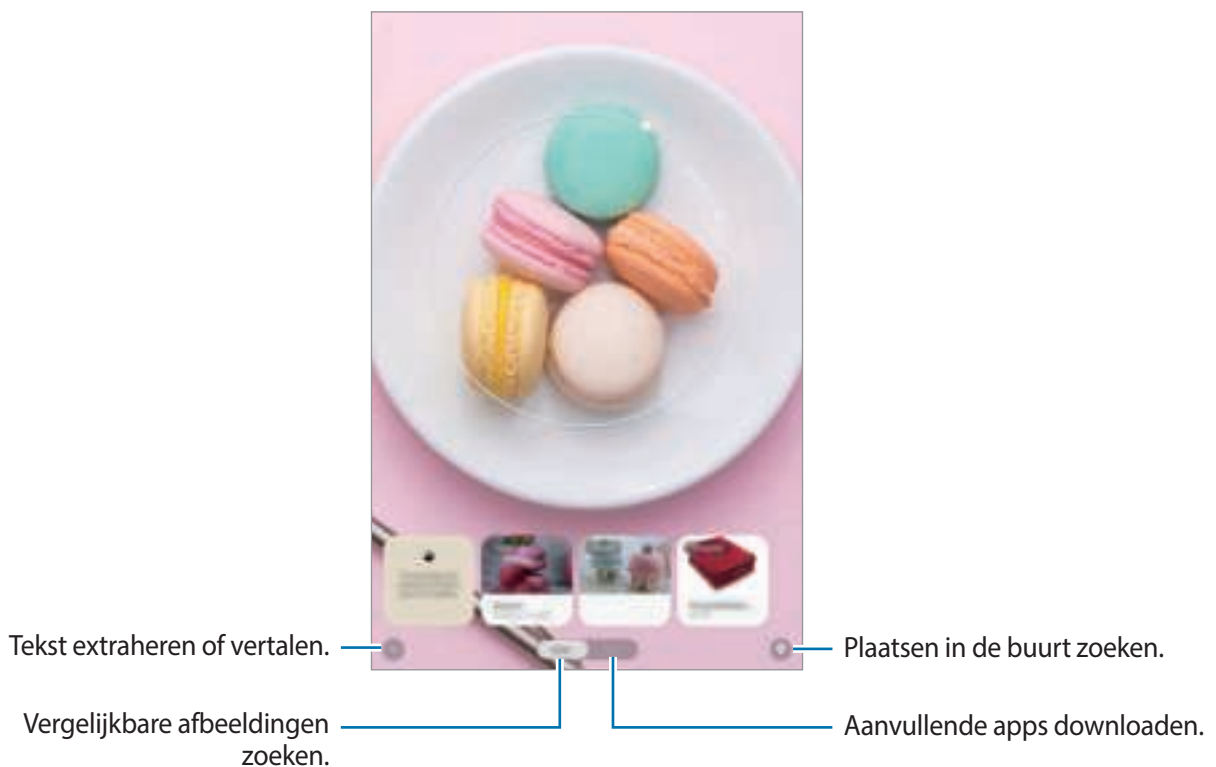 Tekst extraheren of vertalen.
Plaatsen in de buurt zoeken.
Vergelijkbare afbeeldingen
zoeken.
Aanvullende apps downloaden.